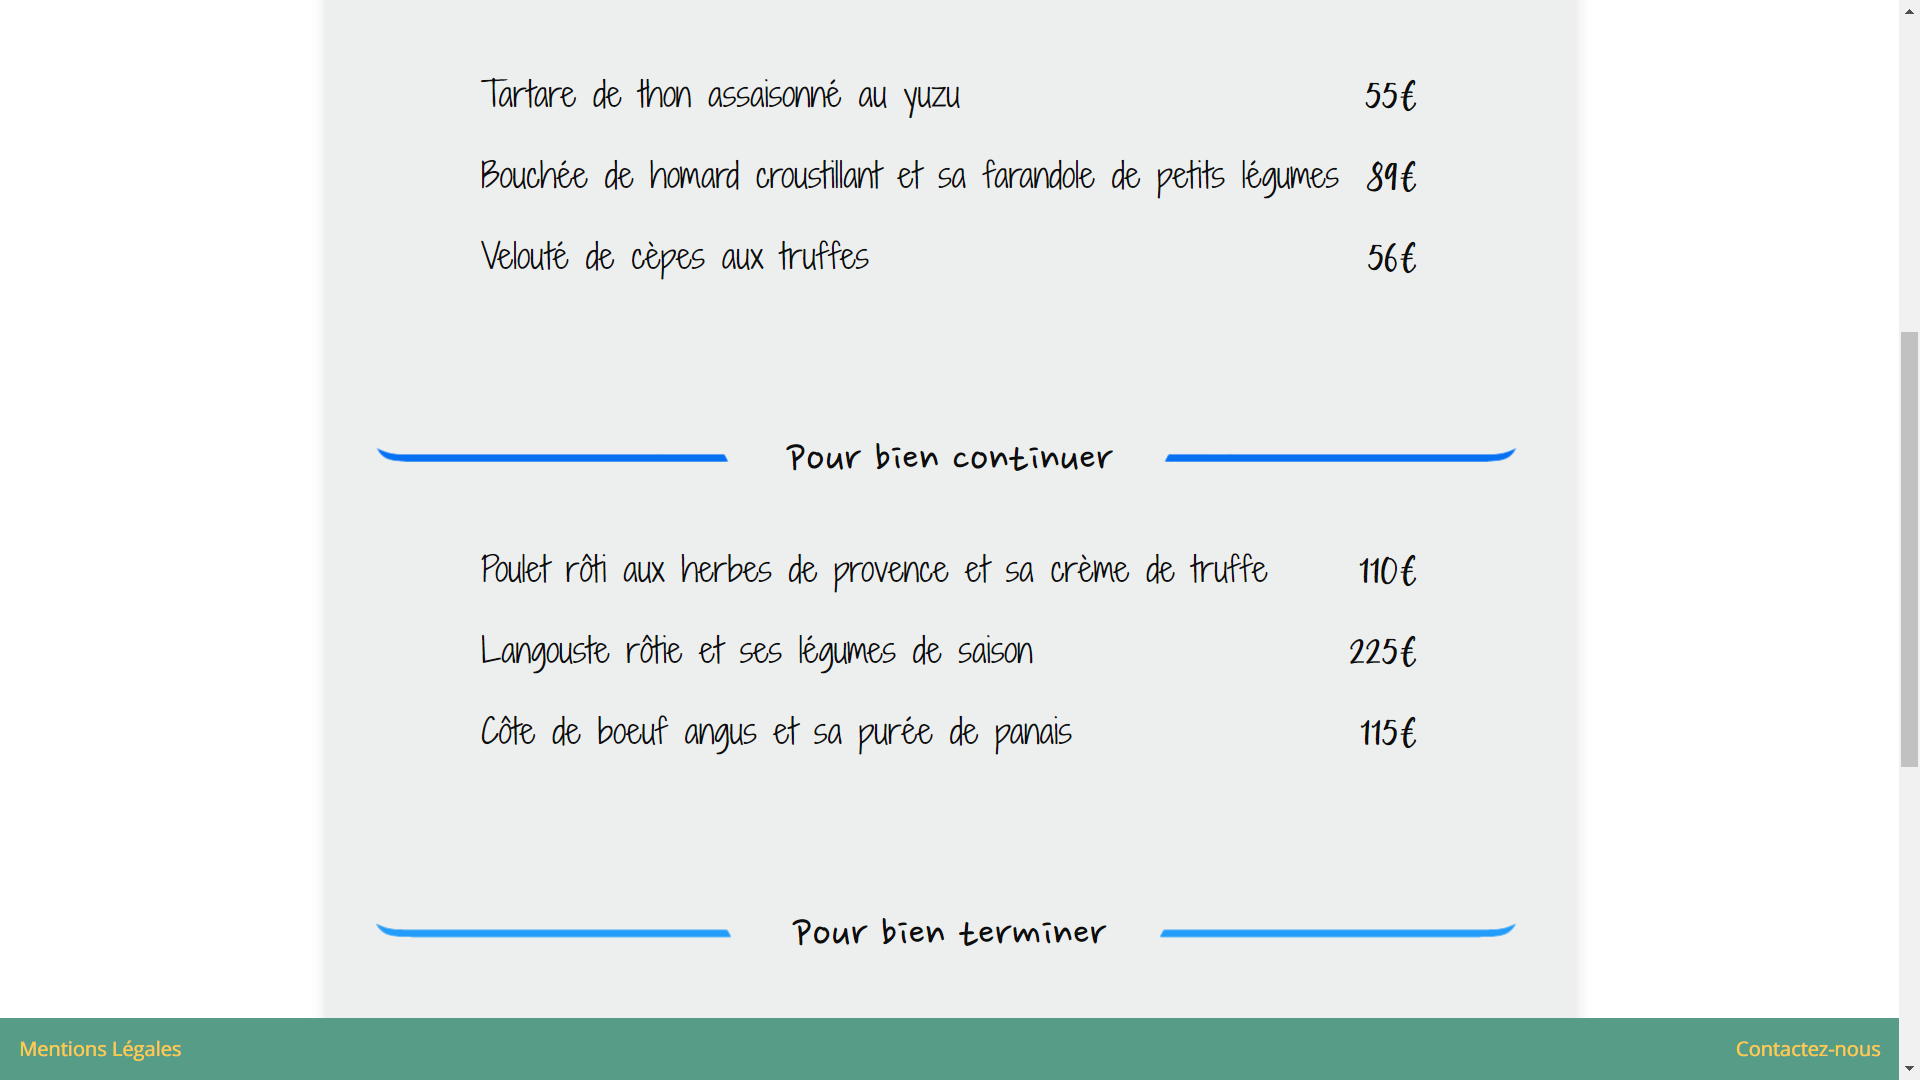 Tartare de thon assaisonné au yuzu 55€
Bouchée de homard croustillant et sa farandole de petits légumes 89€
Velouté de cèpes aux truffes 56€
Pour bien continuer
Poulet rôti aux herbes de provence et sa crème de truffe 110€
Langouste rôtie et ses légumes de saison 225€
Côte de boeuf angus et sa purée de panais 115€
Pour bien terminer
Mentions Légales Contactez-nous